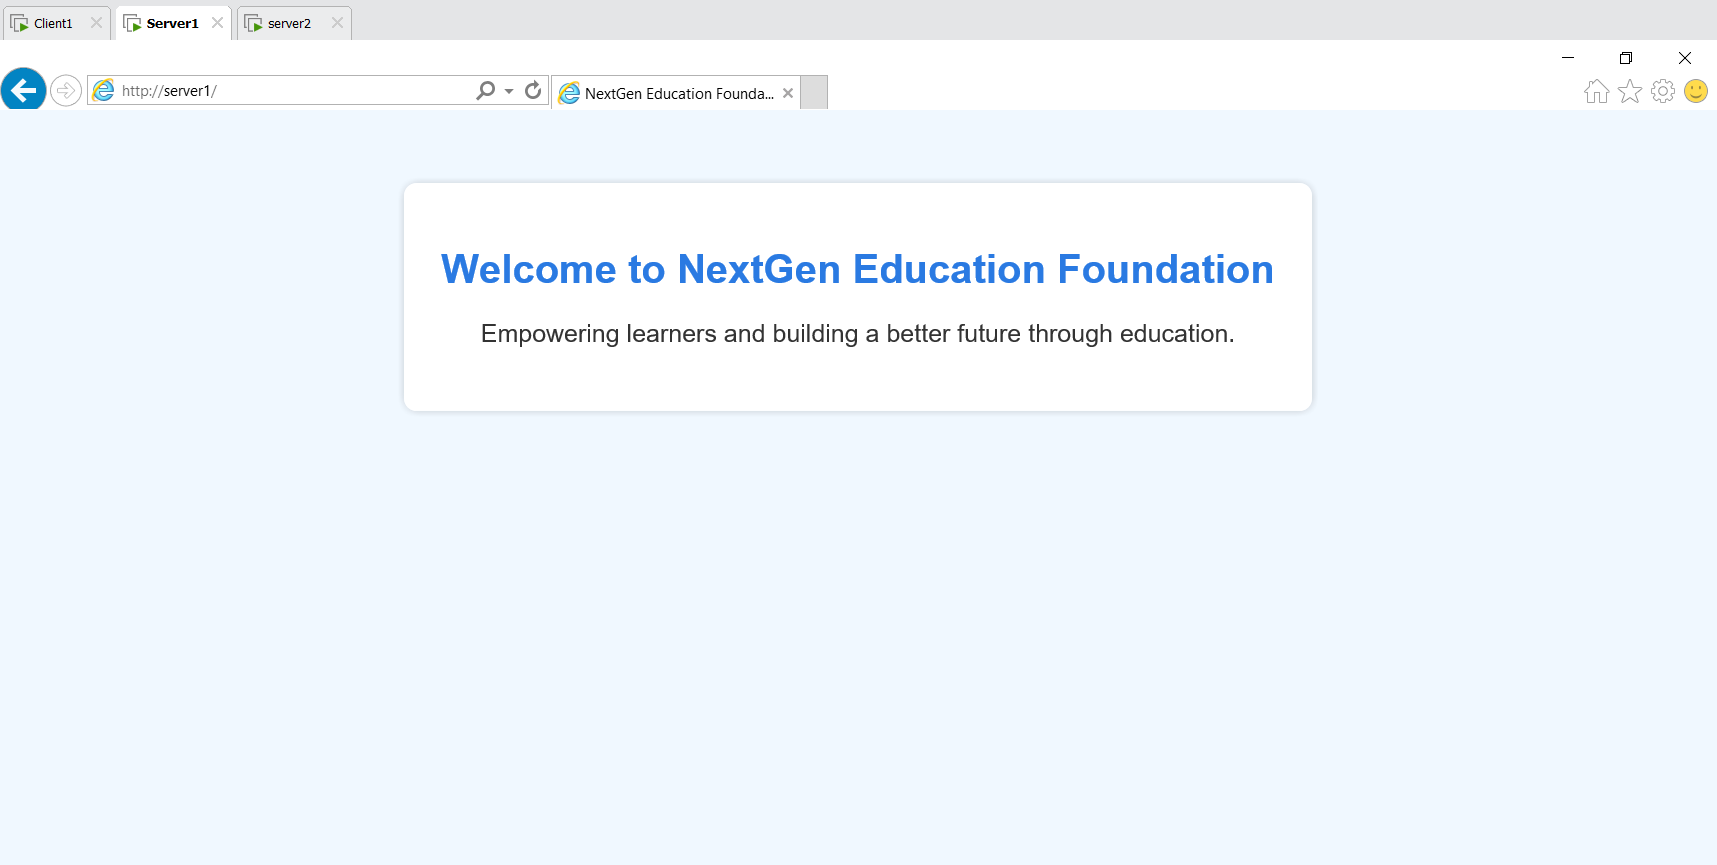 Client1
Server1
server2
http://server1/
NextGen Education Founda...
Welcome to NextGen Education Foundation
Empowering learners and building a better future through education.